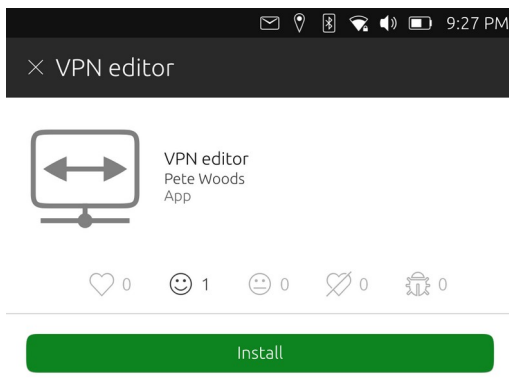 9:27 PM
× VPN editor
VPN editor
Pete Woods
App
0 1 0 0 0
Install